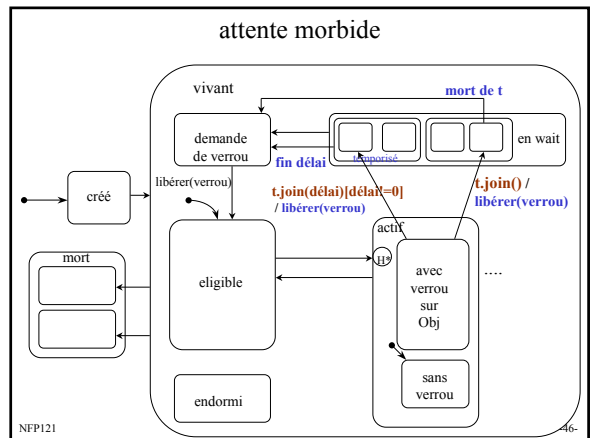 attente morbide
vivant
mort de t
demande
de verrou
en wait
fin délai
temporisé
libérer(verrou)
t.join(délai)[délai!=0]
/ libérer(verrou)
t.join() /
libérer(verrou)
créé
actif
mort
H*
eligible
avec
verrou
sur
Obj
....
sans
verrou
endormi
NFP121
-46-